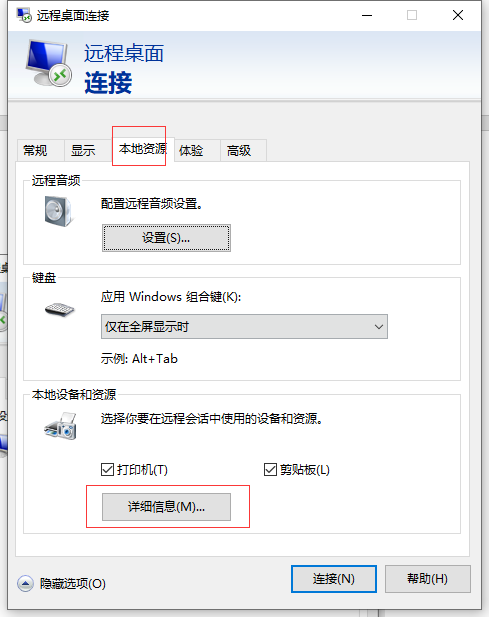 远程桌面连接
远程桌面
连接
常规 显示 本地资源 体验 高级
远程音频
配置远程音频设置。
设置(S)...
键盘
应用 Windows 组合键(K):
仅在全屏显示时
示例: Alt+Tab
本地设备和资源
选择你要在远程会话中使用的设备和资源。
打印机(T) 剪贴板(L)
详细信息(M)...
隐藏选项(O) 连接(N) 帮助(H)